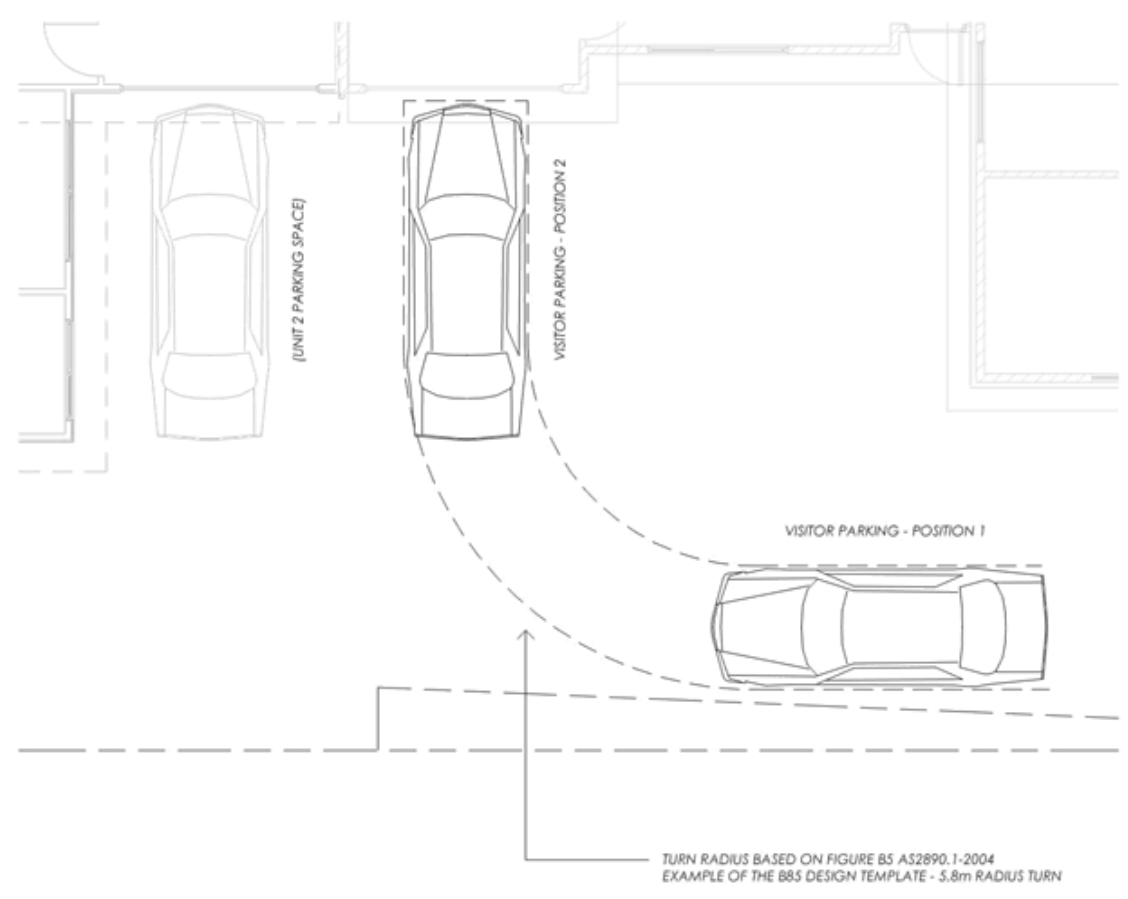 (UNIT 2 PARKING SPACE)
VISITOR PARKING - POSITION 2
VISITOR PARKING - POSITION 1
TURN RADIUS BASED ON FIGURE B5 AS2890.1-2004
EXAMPLE OF THE B85 DESIGN TEMPLATE - 5.8m RADIUS TURN